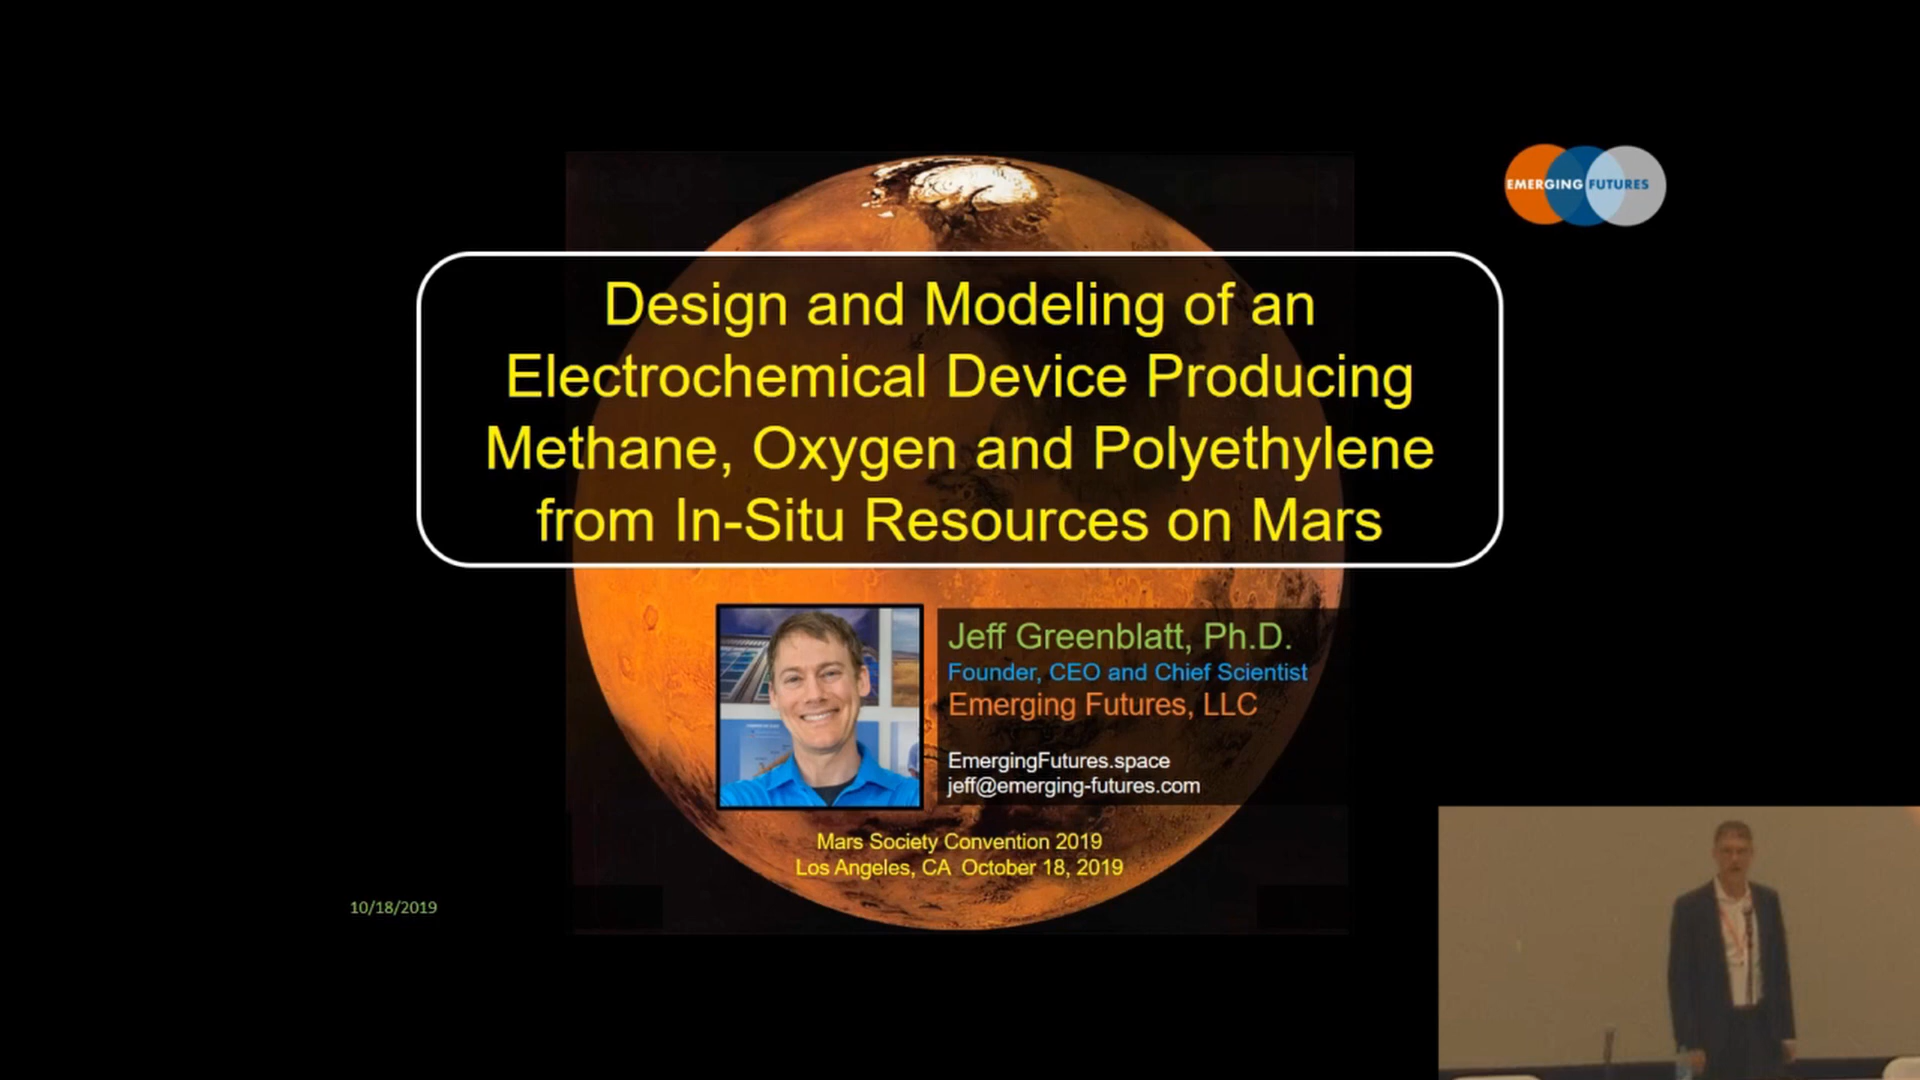 EMERGING FUTURES
Design and Modeling of an
Electrochemical Device Producing
Methane, Oxygen and Polyethylene
from In-Situ Resources on Mars
Jeff Greenblatt, Ph.D.
Founder, CEO and Chief Scientist
Emerging Futures, LLC
EmergingFutures.space
jeff@emerging-futures.com
Mars Society Convention 2019
Los Angeles, CA October 18, 2019
10/18/2019